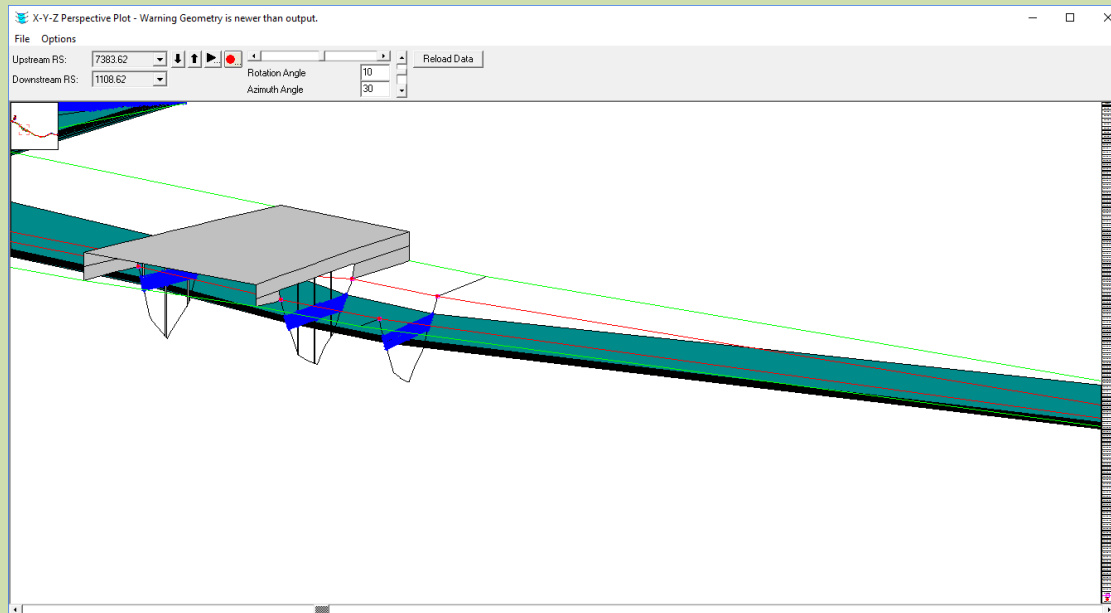 X-Y-Z Perspective Plot - Warning Geometry is newer than output.
File Options
Upstream RS: 7383.62 Reload Data
Downstream RS: 1108.62
Rotation Angle 10
Azimuth Angle 30